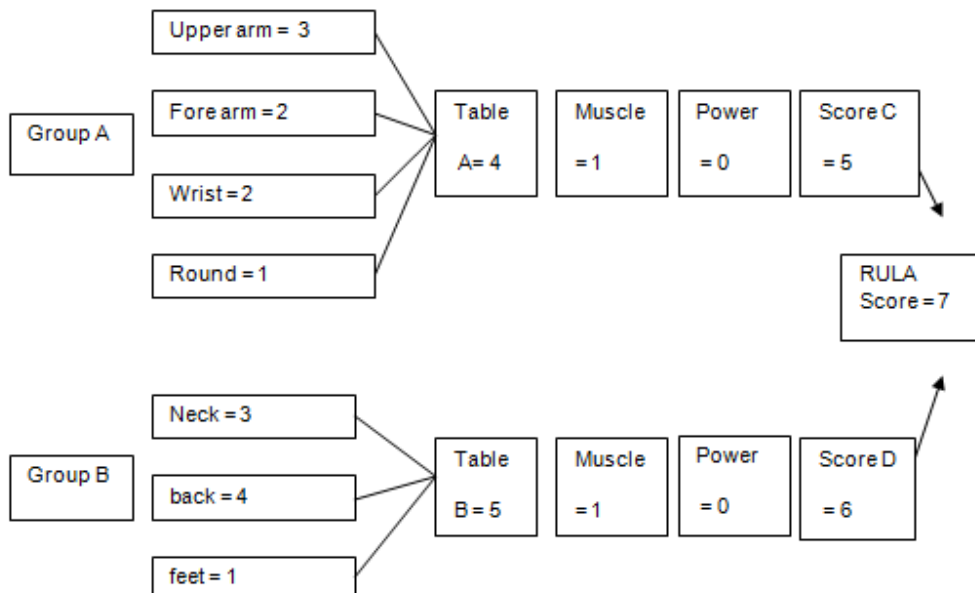 Group A
Upper arm = 3
Fore arm = 2
Wrist = 2
Round = 1
Table
A= 4
Muscle
= 1
Power
= 0
Score C
= 5
RULA
Score = 7
Group B
Neck = 3
back = 4
feet = 1
Table
B = 5
Muscle
= 1
Power
= 0
Score D
= 6